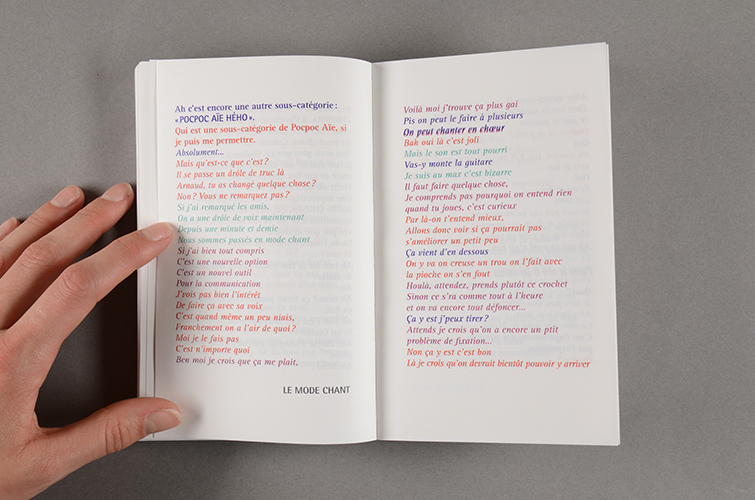 Ah c'est encore une autre sous-catégorie :
«POCPOC AÏE HÉHO».
Qui est une sous-catégorie de Pocpoc Aïe, si
je puis me permettre.
Absolument...
Mais qu'est-ce que c'est ?
Il se passe un drôle de truc là
Arnaud, tu as changé quelque chose ?
Non ? Vous ne remarquez pas ?
Si j'ai remarqué les amis,
On a une drôle de voix maintenant
Depuis une minute et demie
Nous sommes passés en mode chant
Si j'ai bien tout compris
C'est une nouvelle option
C'est un nouvel outil
Pour la communication
J'vois pas bien l'intérêt
De faire ça avec sa voix
C'est quand même un peu niais,
Franchement on a l'air de quoi ?
Moi je le fais pas
C'est n'importe quoi
Ben moi je crois que ça me plaît,
LE MODE CHANT
Voilà moi j'trouve ça plus gai
Pis on peut le faire à plusieurs
On peut chanter en chœur
Bah oui là c'est joli
Mais le son est tout pourri
Vas-y monte la guitare
Je suis au max c'est bizarre
Il faut faire quelque chose,
Je comprends pas pourquoi on entend rien
quand tu joues, c'est curieux
Par là-on t'entend mieux,
Allons donc voir si ça pourrait pas
s'améliorer un petit peu
Ça vient d'en dessous
On y va on creuse un trou on l'fait avec
la pioche on s'en fout
Houlà, attendez, prends plutôt ce crochet
Sinon ce s'ra comme tout à l'heure
et on va encore tout défoncer...
Ça y est j'peux tirer ?
Attends je crois qu'on a encore un ptit
problème de fixation...
Non ça y est c'est bon
Là je crois qu'on devrait bientôt pouvoir y arriver